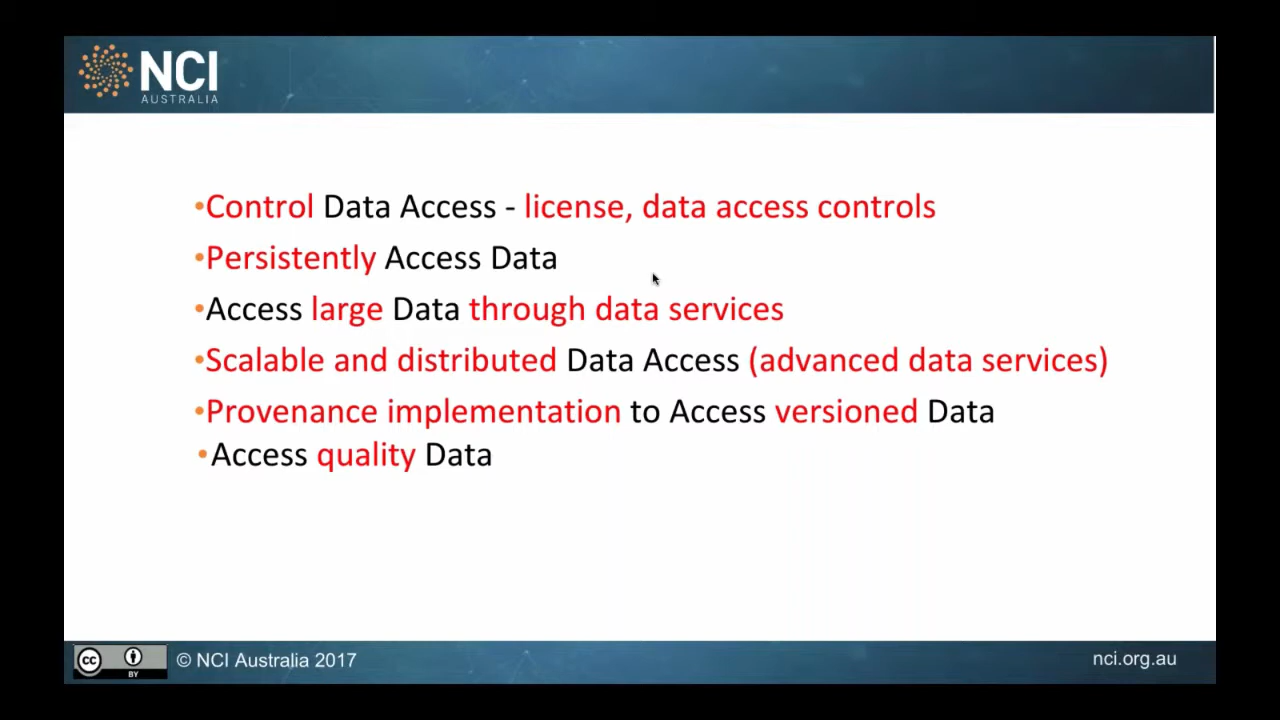 NCI
AUSTRALIA
•Control Data Access - license, data access controls
•Persistently Access Data
•Access large Data through data services
•Scalable and distributed Data Access (advanced data services)
•Provenance implementation to Access versioned Data
•Access quality Data
cc BY © NCI Australia 2017 nci.org.au